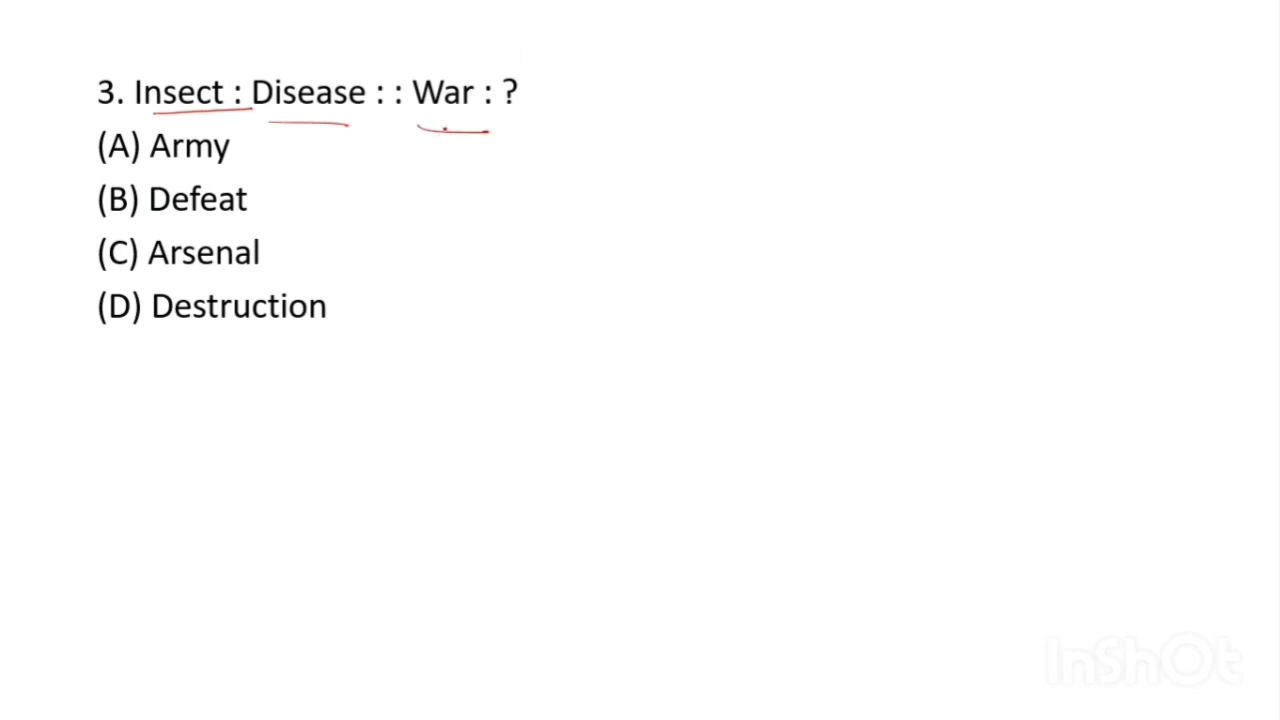 3. Insect : Disease : : War : ?
(A) Army
(B) Defeat
(C) Arsenal
(D) Destruction
InShOt